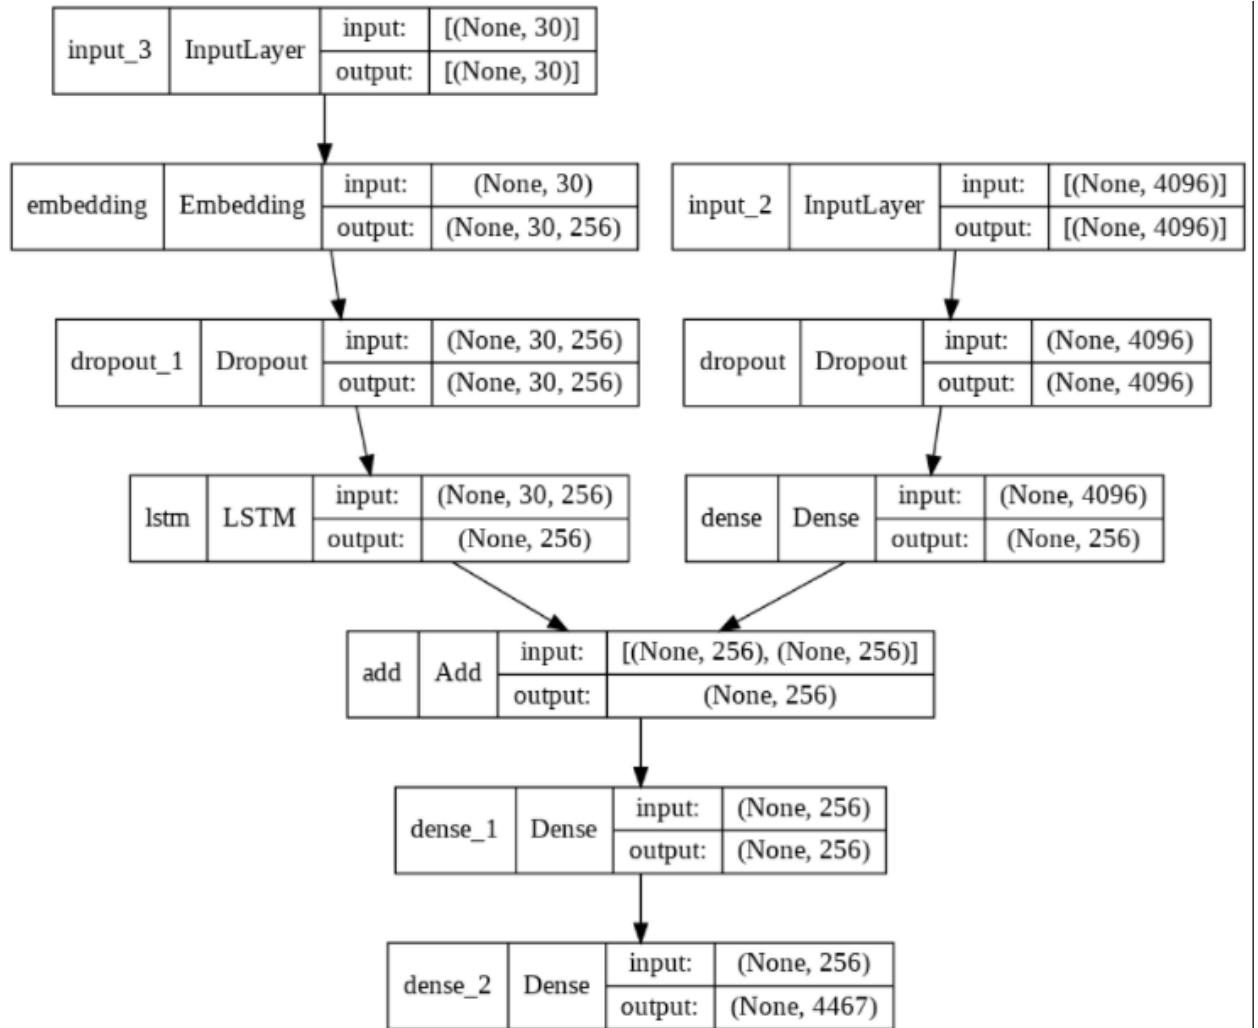 input_3 InputLayer input: [(None, 30)]
output: [(None, 30)]
embedding Embedding input: (None, 30)
output: (None, 30, 256)
input_2 InputLayer input: [(None, 4096)]
output: [(None, 4096)]
dropout_1 Dropout input: (None, 30, 256)
output: (None, 30, 256)
dropout Dropout input: (None, 4096)
output: (None, 4096)
lstm LSTM input: (None, 30, 256)
output: (None, 256)
dense Dense input: (None, 4096)
output: (None, 256)
add Add input: [(None, 256), (None, 256)]
output: (None, 256)
dense_1 Dense input: (None, 256)
output: (None, 256)
dense_2 Dense input: (None, 256)
output: (None, 4467)